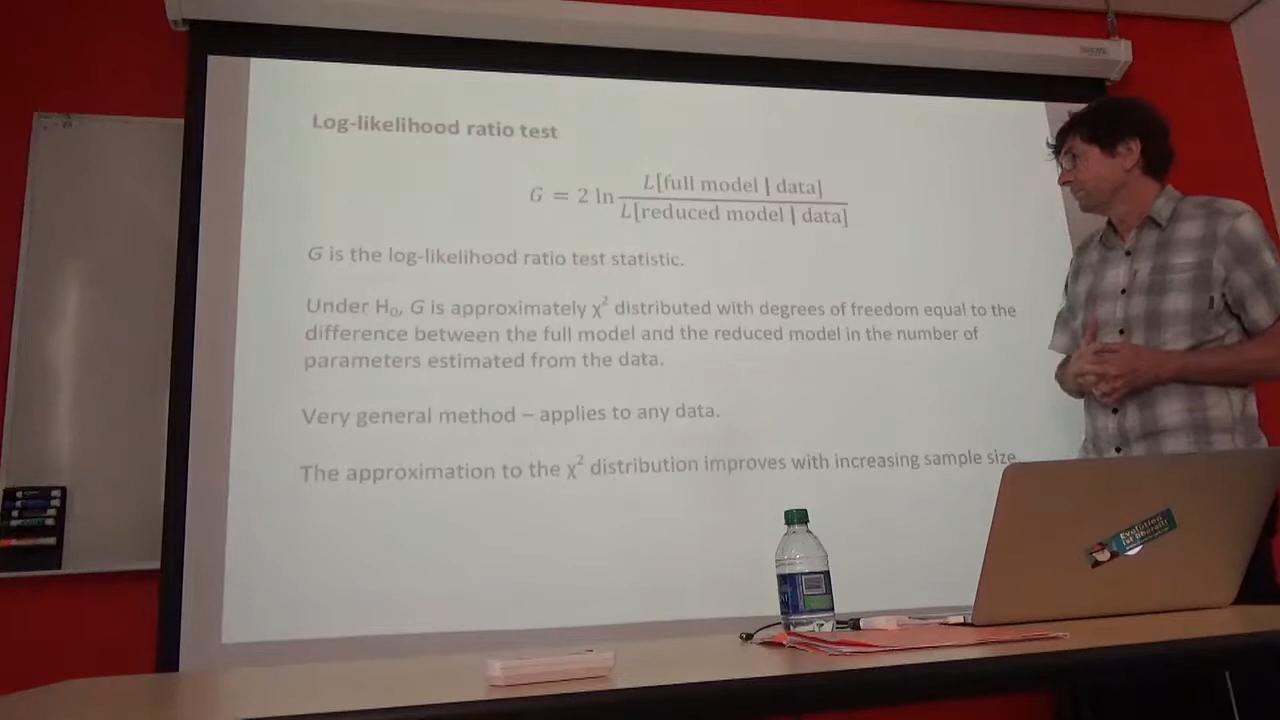 Log-likelihood ratio test
G = 2 ln L[full model | data]
L[reduced model | data]
G is the log-likelihood ratio test statistic.
Under H₀, G is approximately χ² distributed with degrees of freedom equal to the
difference between the full model and the reduced model in the number of
parameters estimated from the data.
Very general method – applies to any data.
The approximation to the χ² distribution improves with increasing sample size.
Evolution
ist überall!